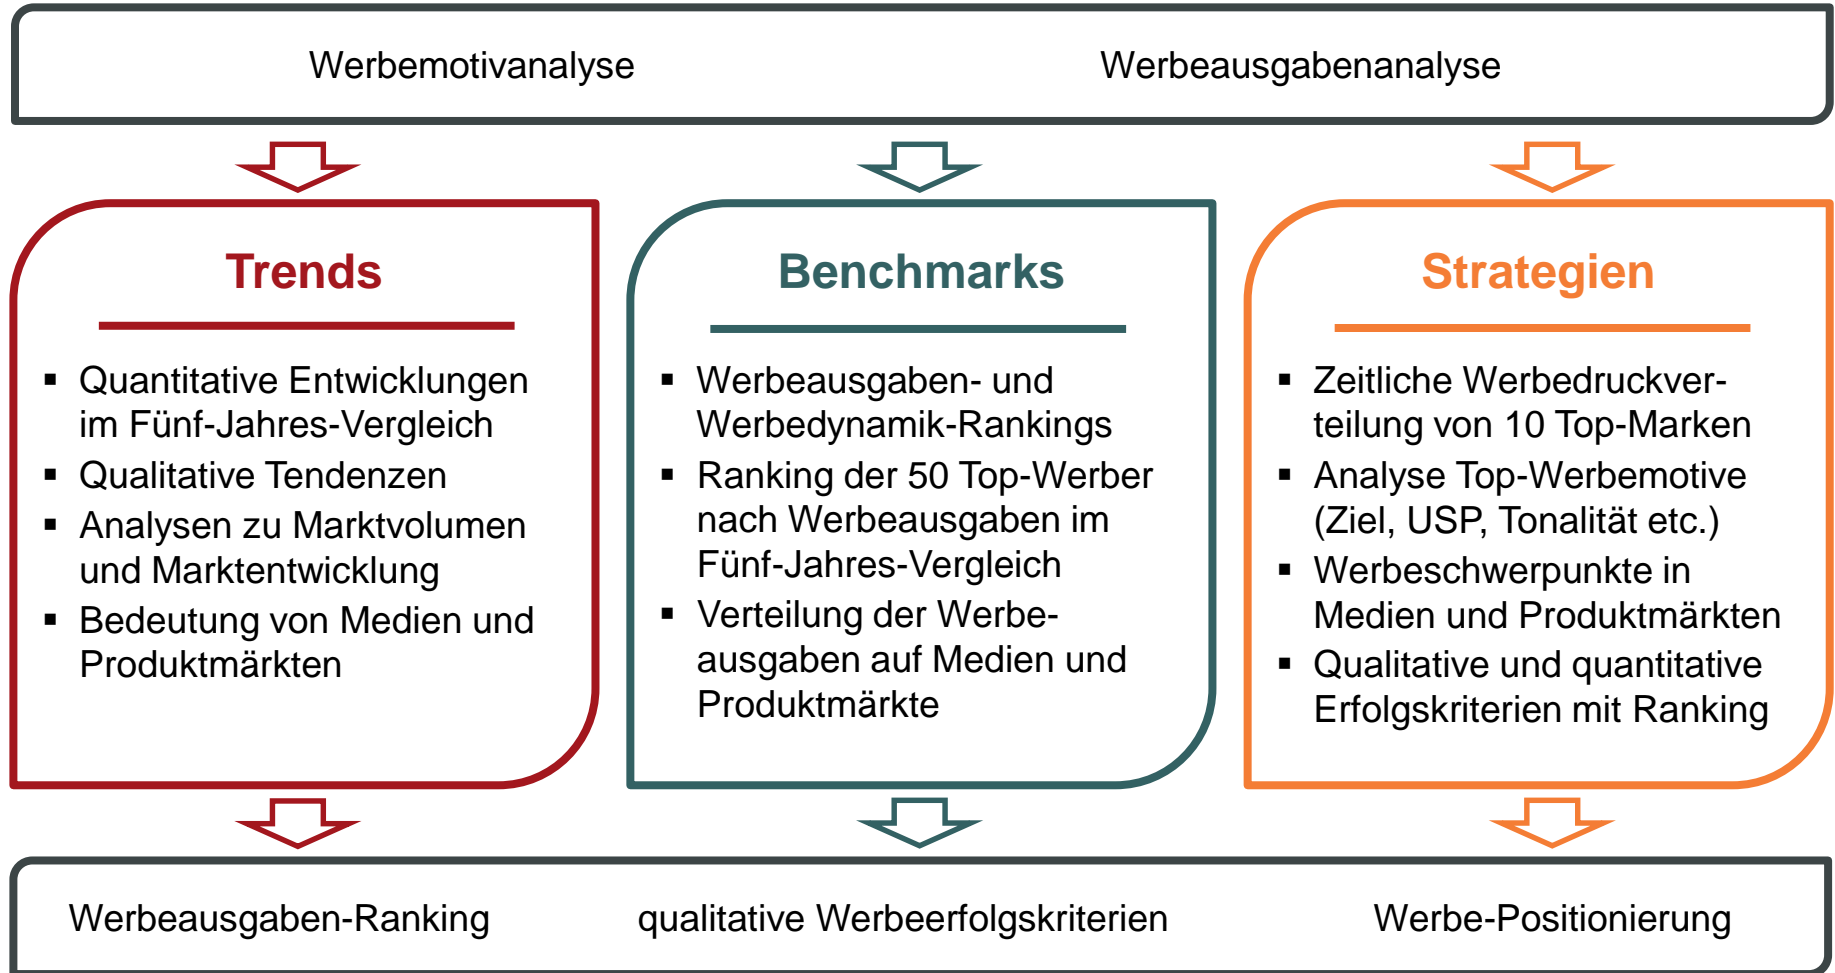 Werbemotivanalyse
Werbeausgabenanalyse
Trends
▪ Quantitative Entwicklungen
im Fünf-Jahres-Vergleich
▪ Qualitative Tendenzen
▪ Analysen zu Marktvolumen
und Marktentwicklung
▪ Bedeutung von Medien und
Produktmärkten
Benchmarks
▪ Werbeausgaben- und
Werbedynamik-Rankings
▪ Ranking der 50 Top-Werber
nach Werbeausgaben im
Fünf-Jahres-Vergleich
▪ Verteilung der Werbe-
ausgaben auf Medien und
Produktmärkte
Strategien
▪ Zeitliche Werbedruckver-
teilung von 10 Top-Marken
▪ Analyse Top-Werbemotive
(Ziel, USP, Tonalität etc.)
▪ Werbeschwerpunkte in
Medien und Produktmärkten
▪ Qualitative und quantitative
Erfolgskriterien mit Ranking
Werbeausgaben-Ranking
qualitative Werbeerfolgskriterien
Werbe-Positionierung